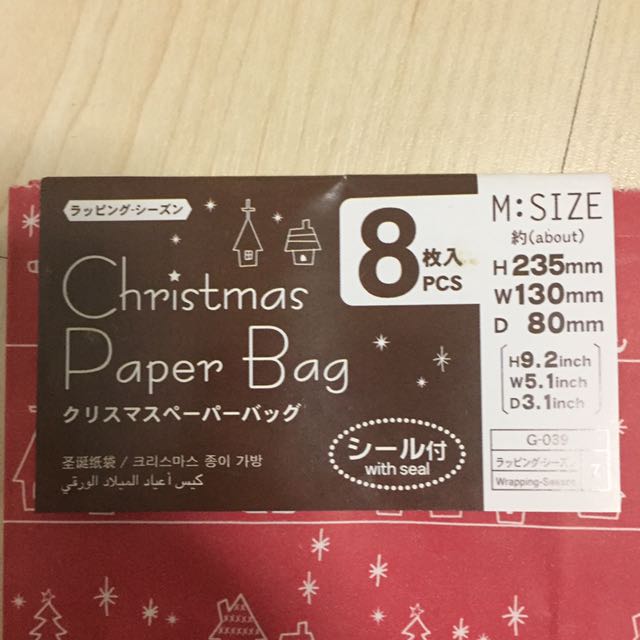 ラッピング・シーズン
Christmas
Paper Bag
クリスマスペーパーバッグ
圣诞纸袋 / 크리스마스 종이 가방
كيس أعياد الميلاد الورقي
8枚入
PCS
シール付
with seal
M:SIZE
約(about)
H 235mm
W 130mm
D 80mm
H9.2inch
W5.1inch
D3.1inch
G-039
ラッピング・シーズン
Wrapping-Season
7